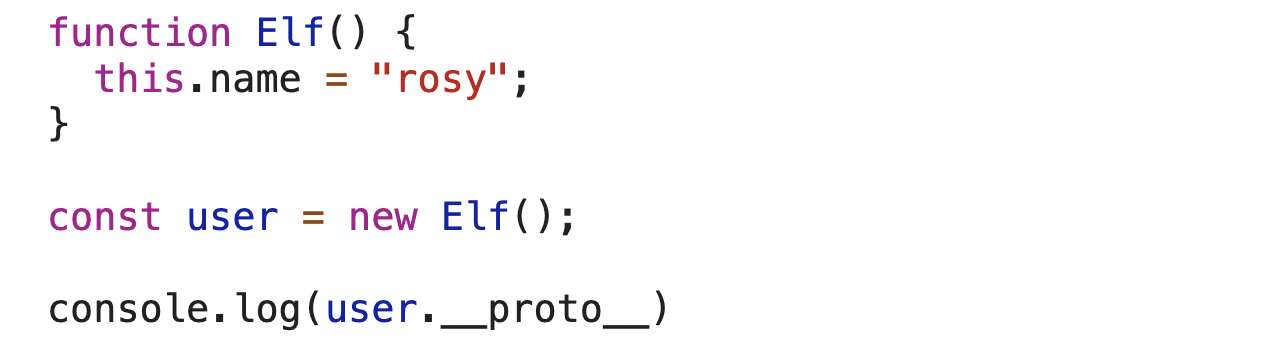 function Elf() {
  this.name = "rosy";
}

const user = new Elf();

console.log(user.__proto__)